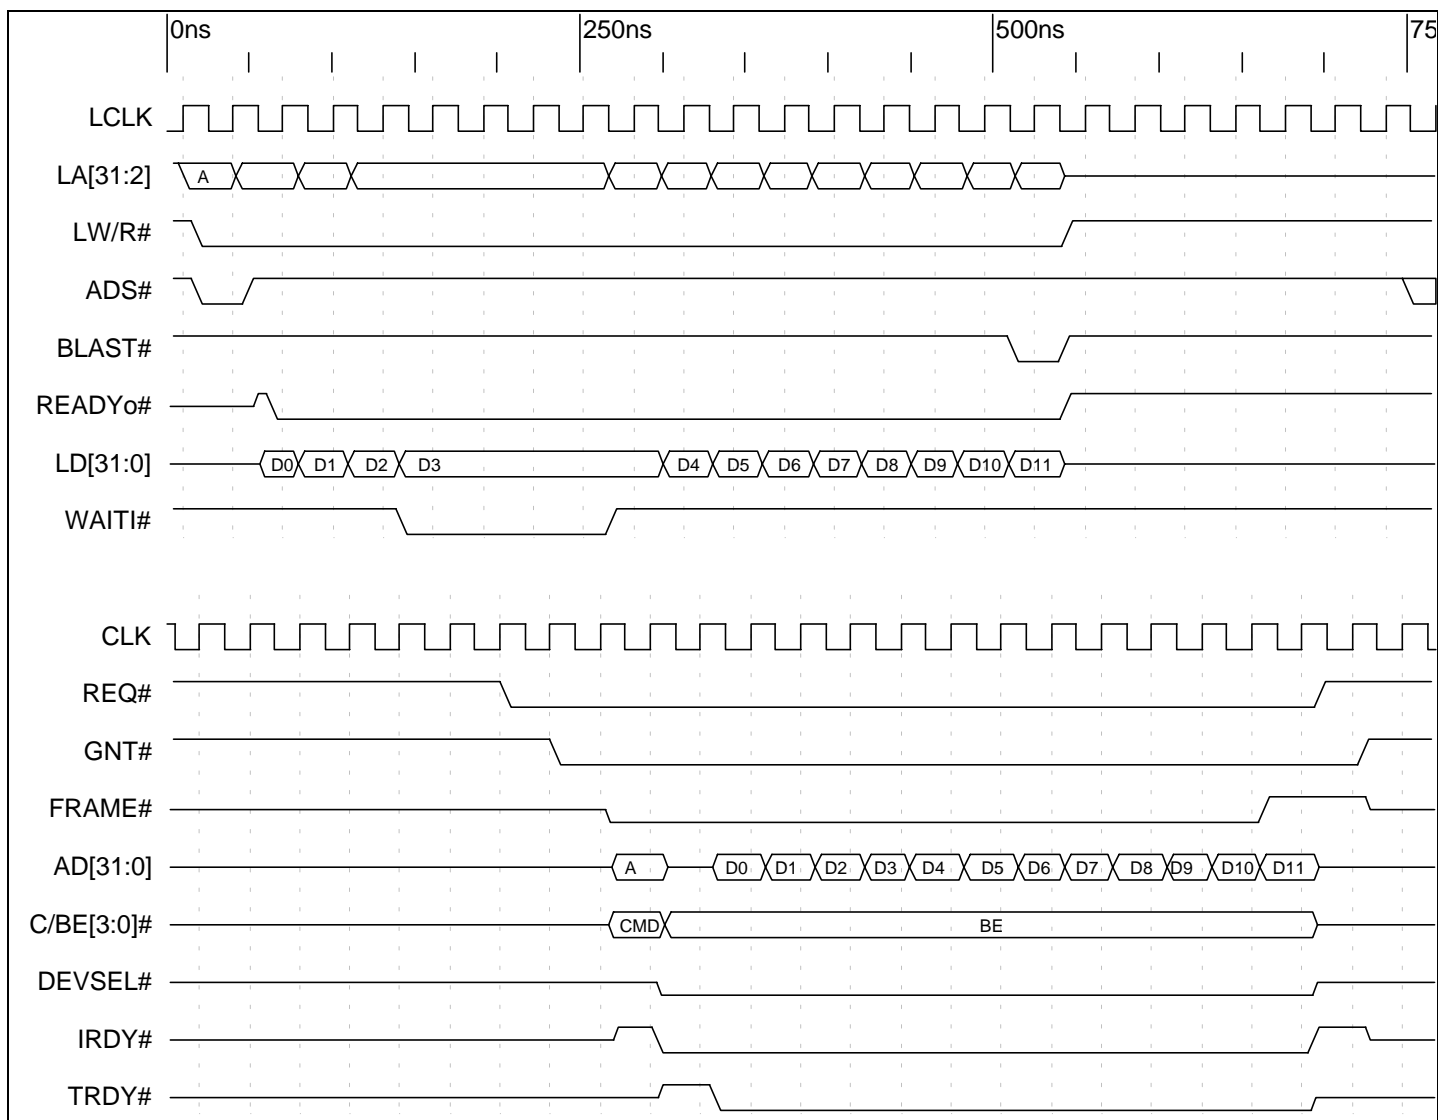 0ns 250ns 500ns 75
LCLK
LA[31:2] A
LW/R#
ADS#
BLAST#
READYo#
LD[31:0] D0 D1 D2 D3 D4 D5 D6 D7 D8 D9 D10 D11
WAITI#
CLK
REQ#
GNT#
FRAME#
AD[31:0] A D0 D1 D2 D3 D4 D5 D6 D7 D8 D9 D10 D11
C/BE[3:0]# CMD BE
DEVSEL#
IRDY#
TRDY#